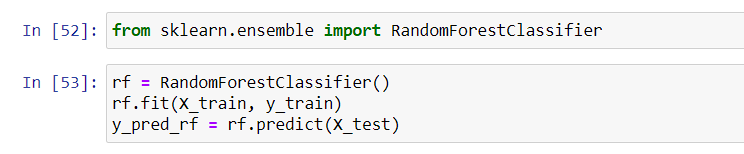 In [52]: from sklearn.ensemble import RandomForestClassifier
In [53]: rf = RandomForestClassifier()
rf.fit(X_train, y_train)
y_pred_rf = rf.predict(X_test)